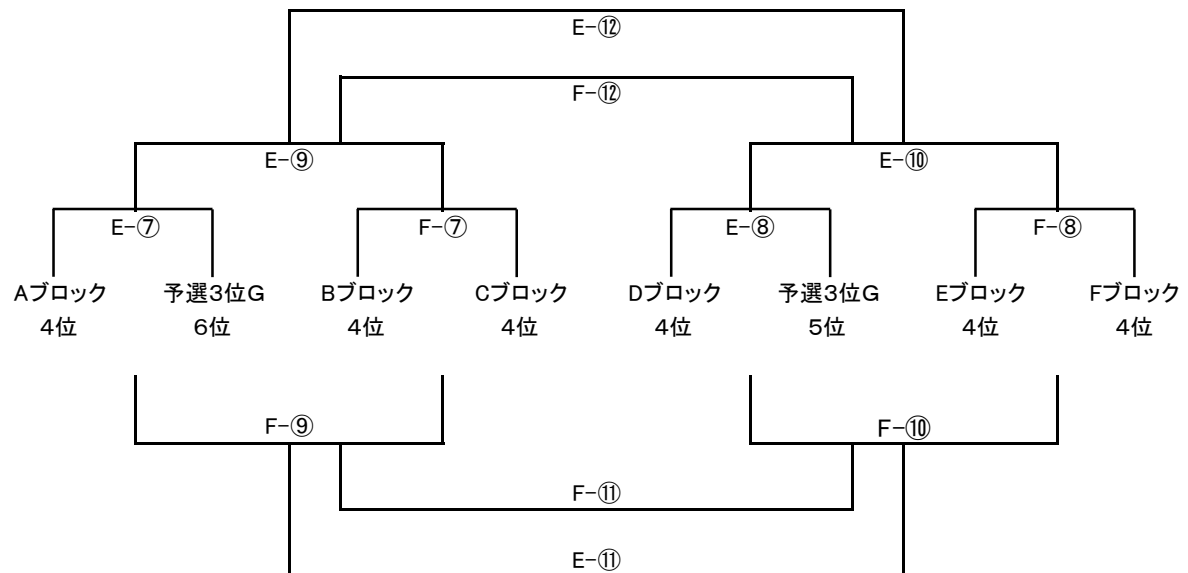 E-⑫
F-⑫
E-⑨ E-⑩
E-⑦ F-⑦ E-⑧ F-⑧
Aブロック 予選3位G Bブロック Cブロック Dブロック 予選3位G Eブロック Fブロック
4位 6位 4位 4位 4位 5位 4位 4位
F-⑨ F-⑩
F-⑪
E-⑪